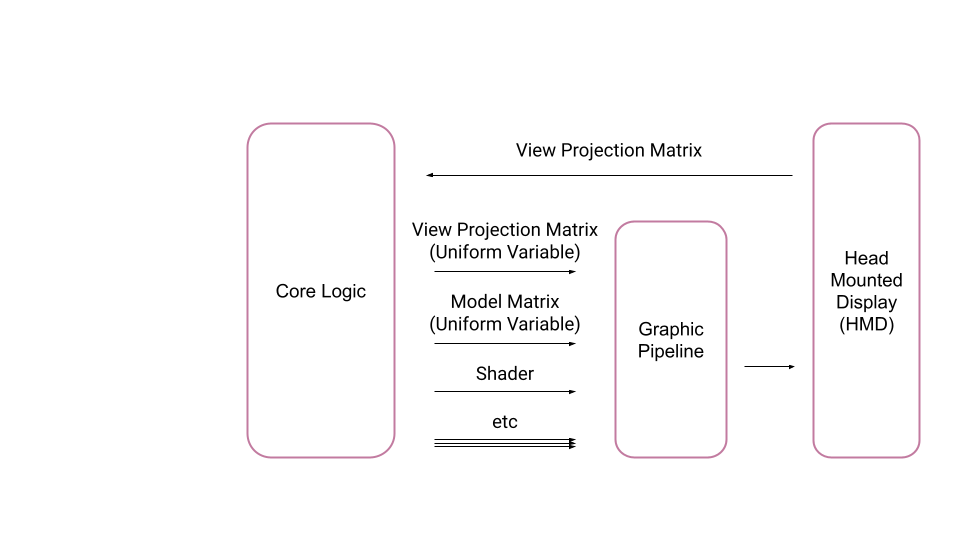 View Projection Matrix
View Projection Matrix
(Uniform Variable)
Core Logic
Model Matrix
(Uniform Variable)
Shader
etc
Graphic
Pipeline
Head
Mounted
Display
(HMD)